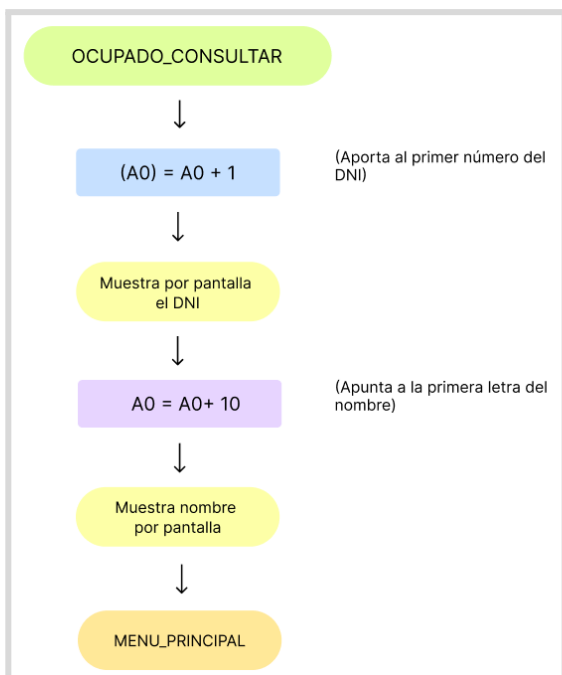 OCUPADO_CONSULTAR
(A0) = A0 + 1
(Aporta al primer número del
DNI)
Muestra por pantalla
el DNI
A0 = A0+ 10
(Apunta a la primera letra del
nombre)
Muestra nombre
por pantalla
MENU_PRINCIPAL